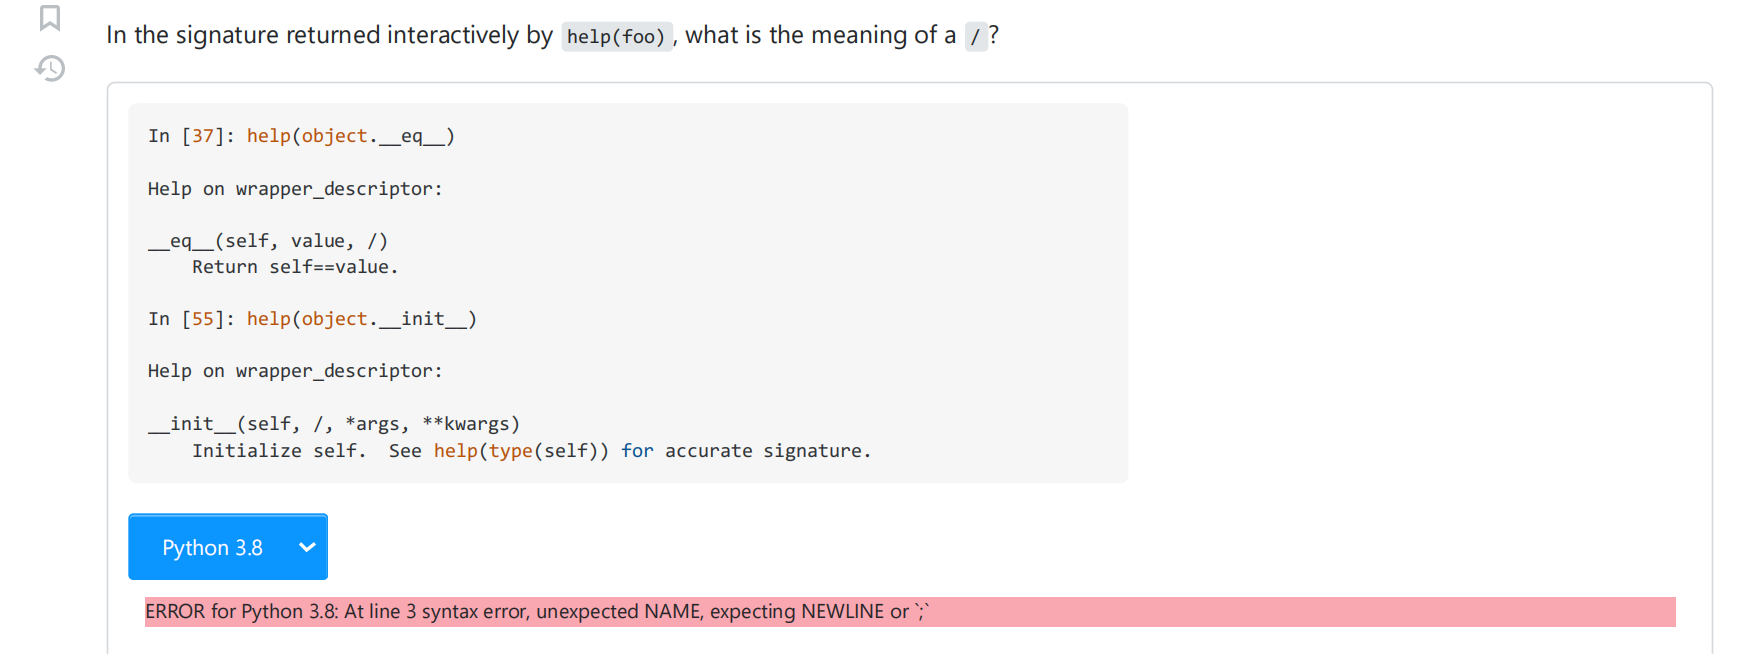 In the signature returned interactively by help(foo), what is the meaning of a /?
In [37]: help(object.__eq__)
Help on wrapper_descriptor:
__eq__(self, value, /)
    Return self==value.
In [55]: help(object.__init__)
Help on wrapper_descriptor:
__init__(self, /, *args, **kwargs)
    Initialize self.  See help(type(self)) for accurate signature.
Python 3.8
ERROR for Python 3.8: At line 3 syntax error, unexpected NAME, expecting NEWLINE or `;`